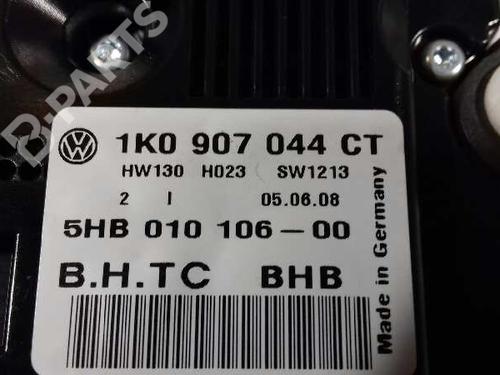 B-PARTS
1K0 907 044 CT
HW130 H023 SW1213
2 I 05.06.08
5HB 010 106-00
B.H.TC BHB
Made in Germany